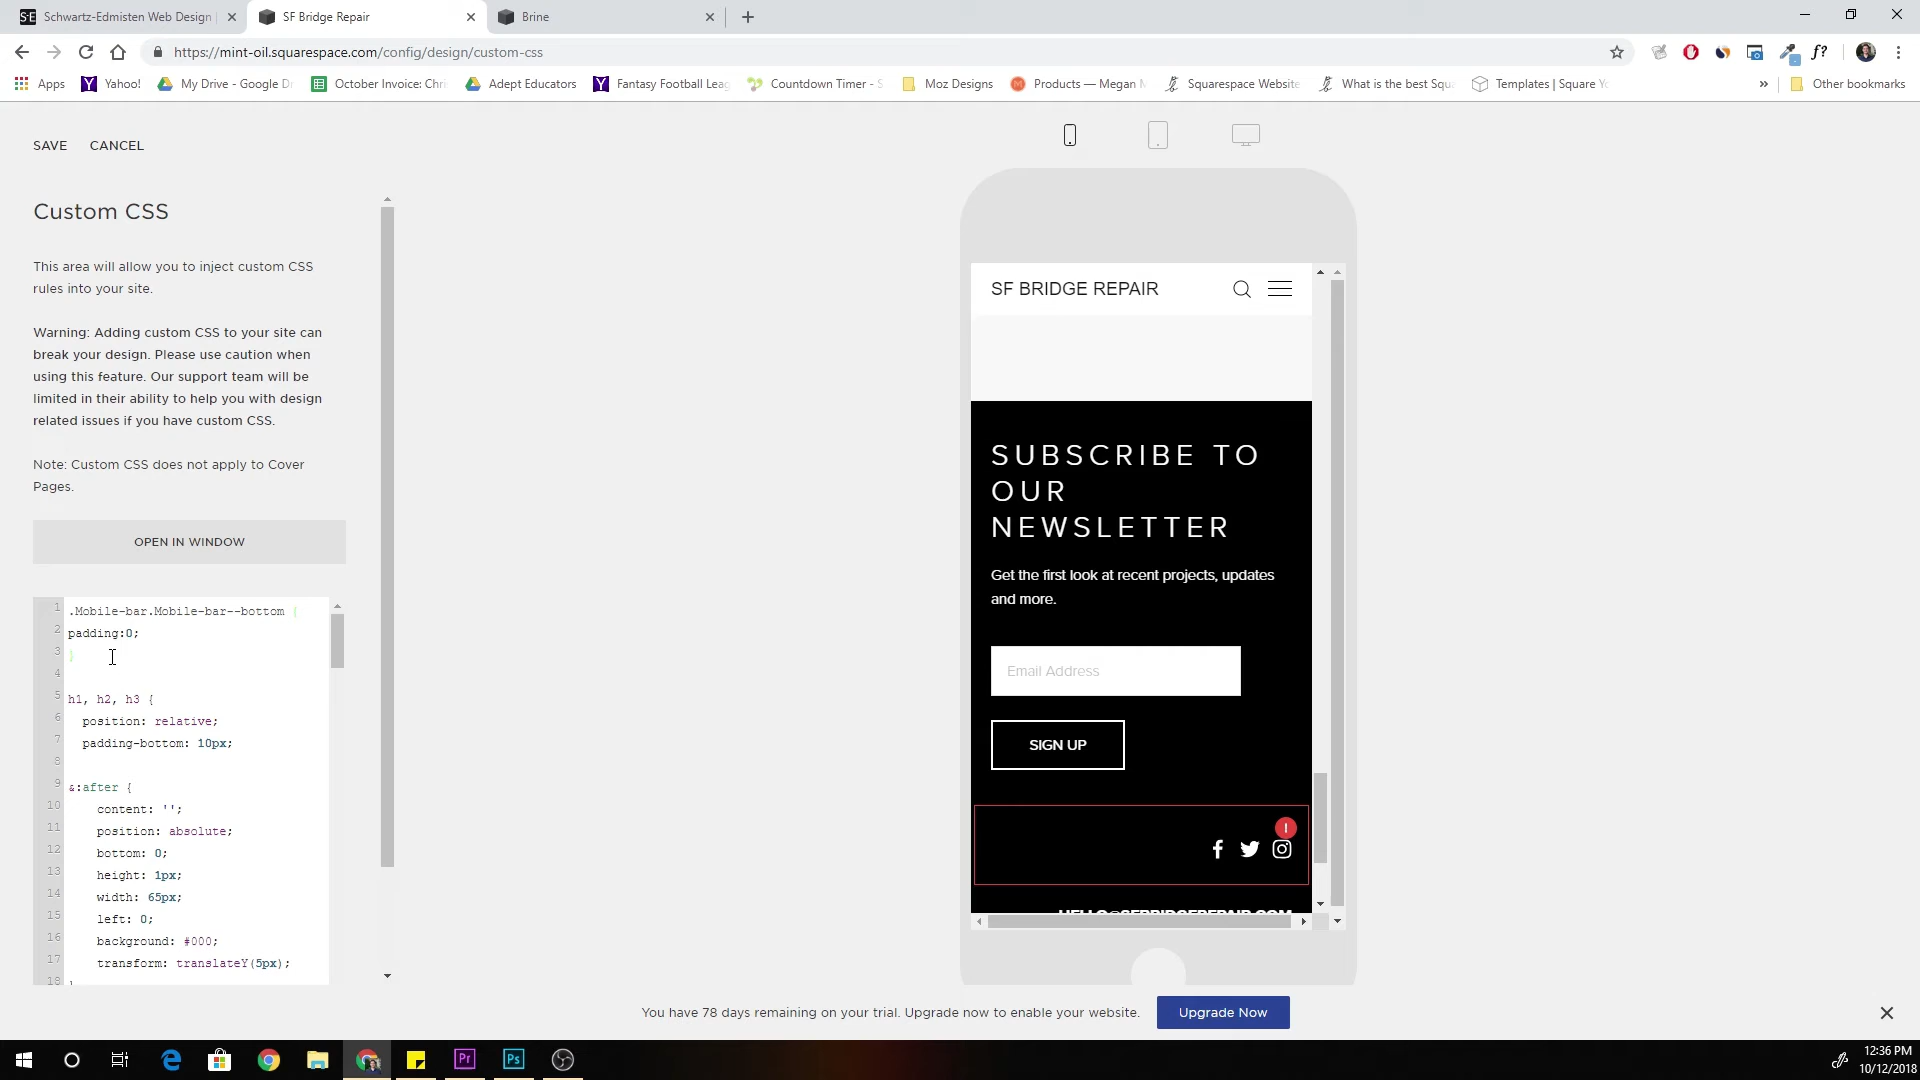 SE Schwartz-Edmisten Web Design
SF Bridge Repair
Brine
https://mint-oil.squarespace.com/config/design/custom-css
f?
Apps
Yahoo!
My Drive - Google Dr
October Invoice: Chri
Adept Educators
Fantasy Football Leag
Countdown Timer - S
Moz Designs
Products — Megan M
Squarespace Website
What is the best Squa
Templates | Square Yo
»
Other bookmarks
SAVE
CANCEL
Custom CSS
This area will allow you to inject custom CSS
rules into your site.
Warning: Adding custom CSS to your site can
break your design. Please use caution when
using this feature. Our support team will be
limited in their ability to help you with design
related issues if you have custom CSS.
Note: Custom CSS does not apply to Cover
Pages.
OPEN IN WINDOW
1 .Mobile-bar.Mobile-bar--bottom {
2 padding:0;
3 }
4
5 h1, h2, h3 {
6 position: relative;
7 padding-bottom: 10px;
8
9 &:after {
10 content: '';
11 position: absolute;
12 bottom: 0;
13 height: 1px;
14 width: 65px;
15 left: 0;
16 background: #000;
17 transform: translateY(5px);
18 }
SF BRIDGE REPAIR
SUBSCRIBE TO
OUR
NEWSLETTER
Get the first look at recent projects, updates
and more.
Email Address
SIGN UP
!
HELLO@SFBRIDGEREPAIR.COM
You have 78 days remaining on your trial. Upgrade now to enable your website.
Upgrade Now
Pr
Ps
12:36 PM
10/12/2018